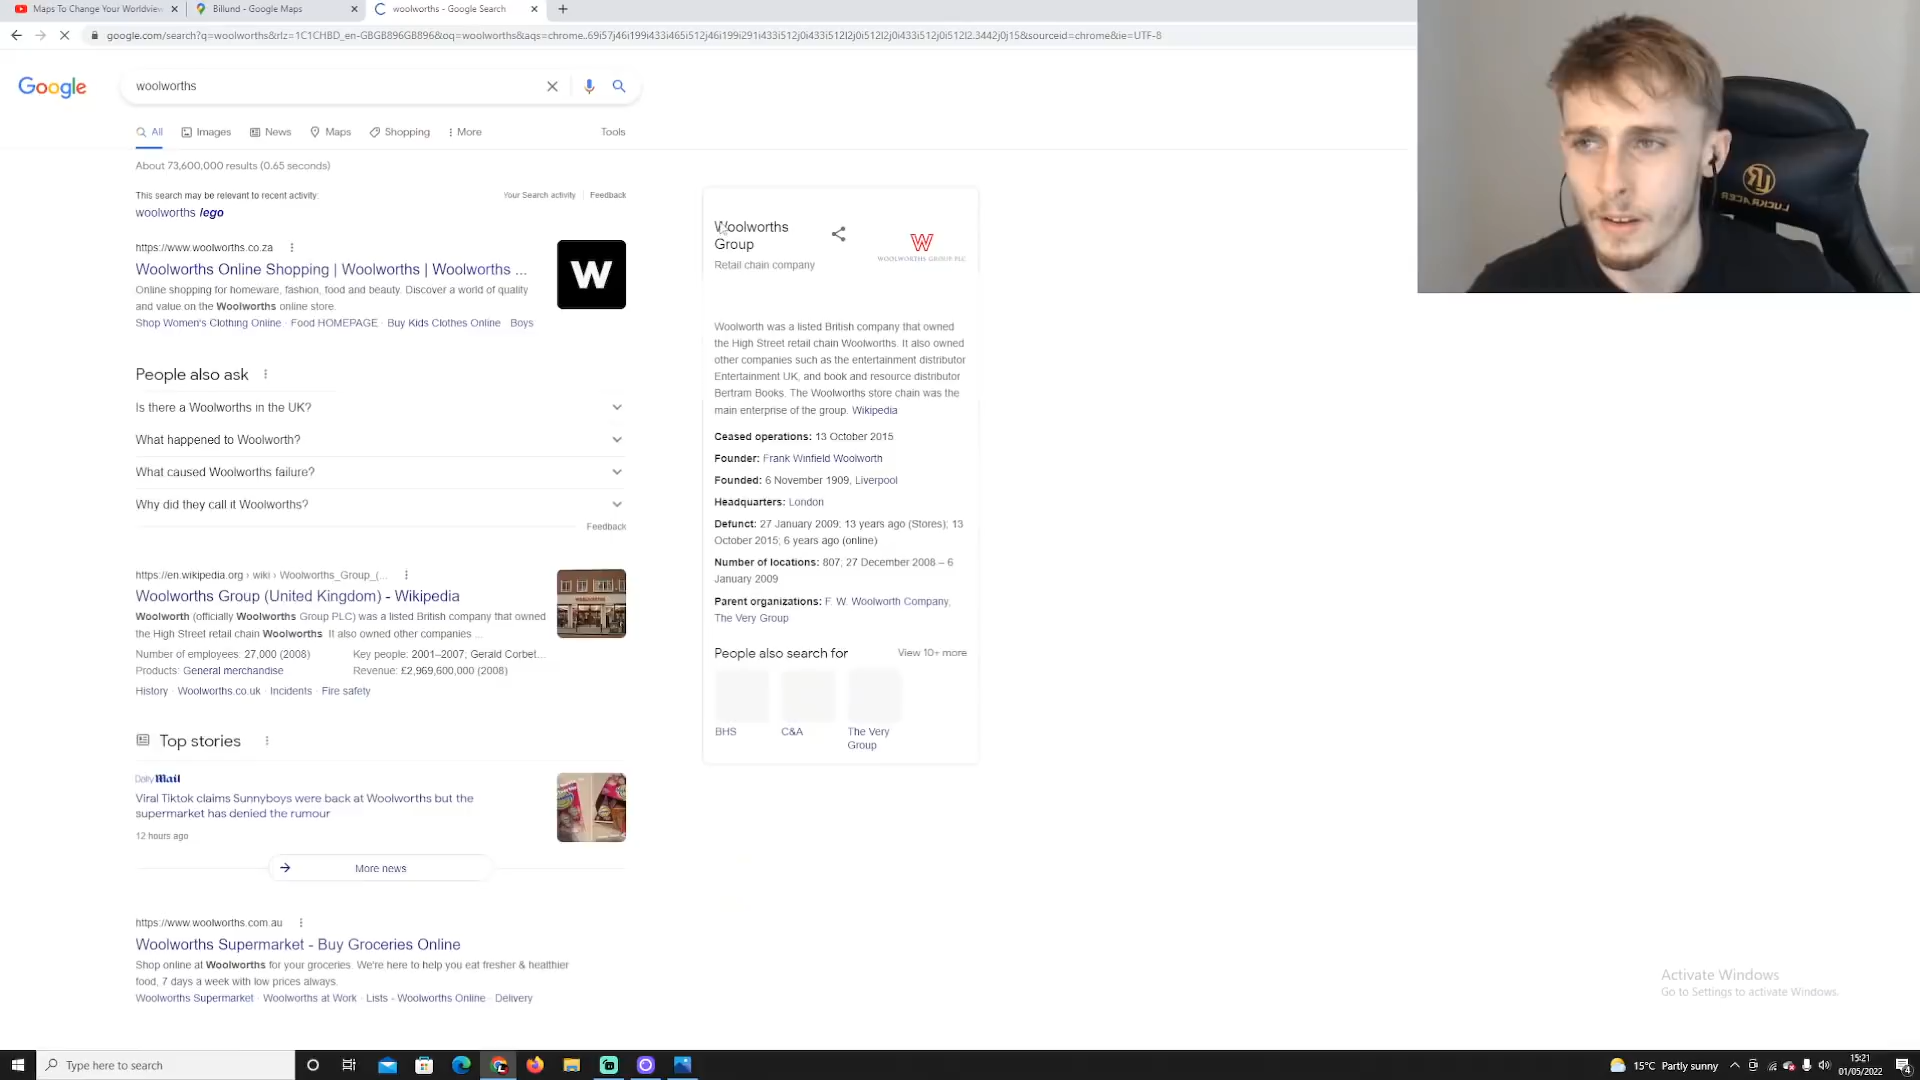 Maps To Change Your Worldview
Billund - Google Maps
woolworths - Google Search
google.com/search?q=woolworths&rlz=1C1CHBD_en-GBGB896GB896&oq=woolworths&aqs=chrome..69i57j46i199i433i465i512j46i199i291i433i512j0i433i512l2j0i512l2j0i433i512j0i512l2.3442j0j15&sourceid=chrome&ie=UTF-8
Google
woolworths
All Images News Maps Shopping More Tools
About 73,600,000 results (0.65 seconds)
This search may be relevant to recent activity:
Your Search activity Feedback
woolworths lego
https://www.woolworths.co.za
Woolworths Online Shopping | Woolworths | Woolworths ...
Online shopping for homeware, fashion, food and beauty. Discover a world of quality
and value on the Woolworths online store.
Shop Women's Clothing Online · Food HOMEPAGE · Buy Kids Clothes Online · Boys
W
People also ask
Is there a Woolworths in the UK?
What happened to Woolworth?
What caused Woolworths failure?
Why did they call it Woolworths?
Feedback
https://en.wikipedia.org › wiki › Woolworths_Group_(...
Woolworths Group (United Kingdom) - Wikipedia
Woolworth (officially Woolworths Group PLC) was a listed British company that owned
the High Street retail chain Woolworths. It also owned other companies ...
Number of employees: 27,000 (2008) Key people: 2001–2007; Gerald Corbet...
Products: General merchandise Revenue: £2,969,600,000 (2008)
History · Woolworths.co.uk · Incidents · Fire safety
Top stories
Daily Mail
Viral Tiktok claims Sunnyboys were back at Woolworths but the
supermarket has denied the rumour
12 hours ago
More news
https://www.woolworths.com.au
Woolworths Supermarket - Buy Groceries Online
Shop online at Woolworths for your groceries. We're here to help you eat fresher & healthier
food, 7 days a week with low prices always.
Woolworths Supermarket · Woolworths at Work · Lists - Woolworths Online · Delivery
Woolworths
Group
Retail chain company
W
WOOLWORTHS GROUP PLC
Woolworth was a listed British company that owned
the High Street retail chain Woolworths. It also owned
other companies such as the entertainment distributor
Entertainment UK, and book and resource distributor
Bertram Books. The Woolworths store chain was the
main enterprise of the group. Wikipedia
Ceased operations: 13 October 2015
Founder: Frank Winfield Woolworth
Founded: 6 November 1909, Liverpool
Headquarters: London
Defunct: 27 January 2009; 13 years ago (Stores); 13
October 2015; 6 years ago (online)
Number of locations: 807; 27 December 2008 – 6
January 2009
Parent organizations: F. W. Woolworth Company,
The Very Group
People also search for
View 10+ more
BHS C&A The Very
Group
LUCKRACER
Activate Windows
Go to Settings to activate Windows.
Type here to search
15°C Partly sunny
15:21
01/05/2022
4